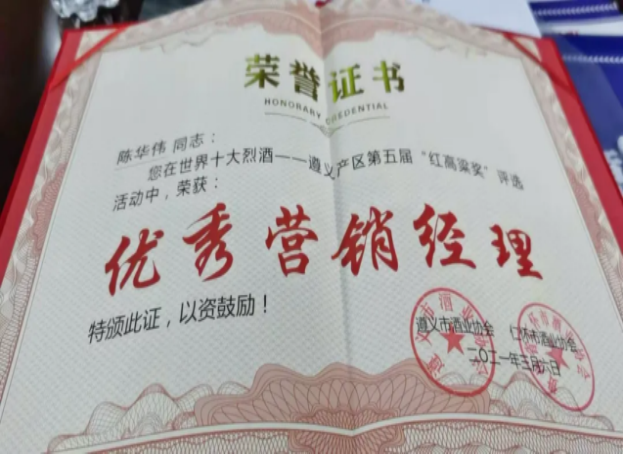 荣誉证书
HONORARY CREDENTIAL
陈华伟 同志：
您在世界十大烈酒——遵义产区第五届“红高粱奖”评选
活动中，荣获：
优秀营销经理
特颁此证，以资鼓励！
遵义市酒业协会 仁怀市酒业协会
二〇二一年三月六日